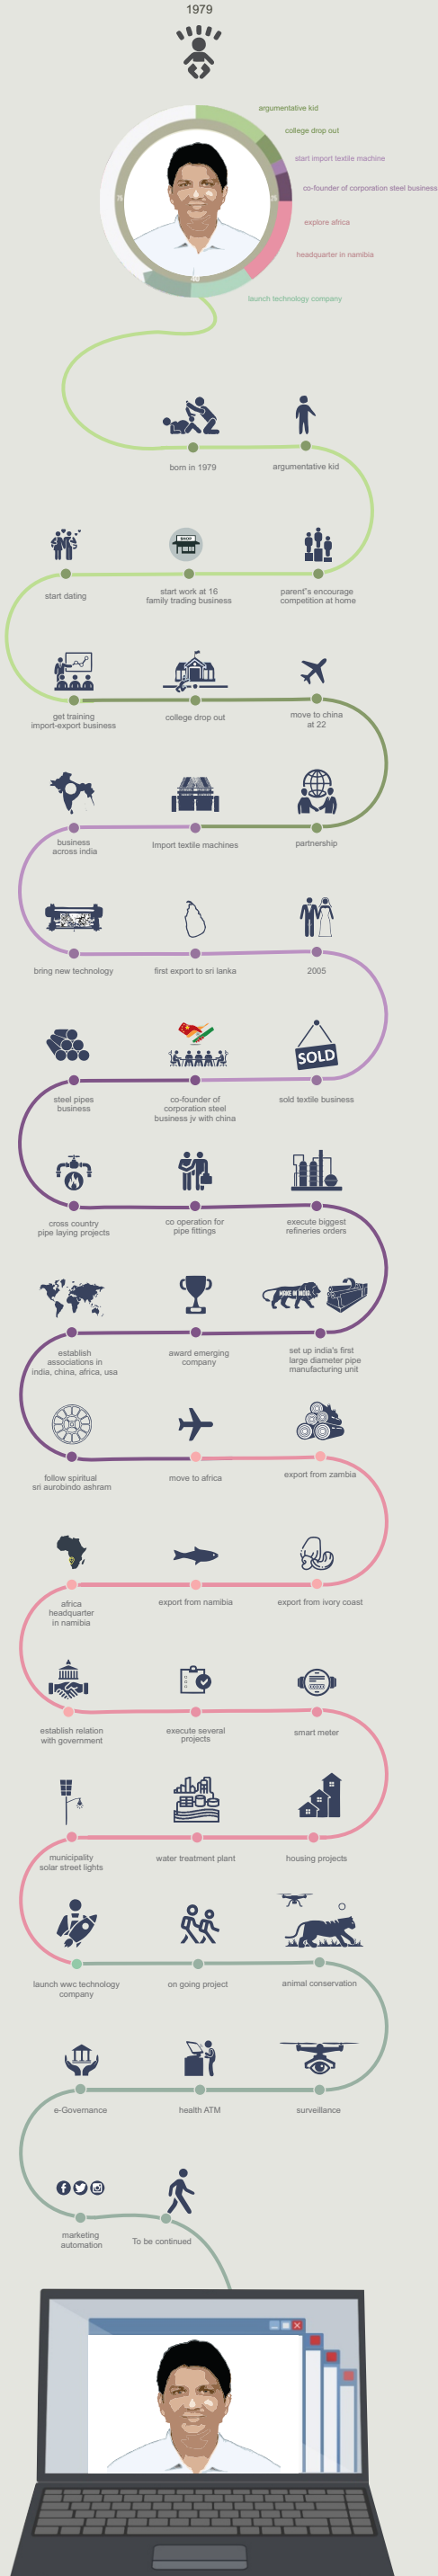 1979
argumentative kid
college drop out
start import textile machine
co-founder of corporation steel business
explore africa
headquarter in namibia
launch technology company
born in 1979
argumentative kid
start dating
SHOP
start work at 16
family trading business
parent"s encourage
competition at home
get training
import-export business
college drop out
move to china
at 22
business
across india
Import textile machines
partnership
bring new technology
first export to sri lanka
2005
steel pipes
business
co-founder of
corporation steel
business jv with china
SOLD
sold textile business
cross country
pipe laying projects
co operation for
pipe fittings
execute biggest
refineries orders
establish
associations in
india, china, africa, usa
award emerging
company
MAKE IN INDIA
set up india's first
large diameter pipe
manufacturing unit
follow spiritual
sri aurobindo ashram
move to africa
export from zambia
africa
headquarter
in namibia
export from namibia
export from ivory coast
establish relation
with government
execute several
projects
smart meter
municipality
solar street lights
water treatment plant
housing projects
launch wwc technology
company
on going project
animal conservation
e-Governance
health ATM
surveillance
marketing
automation
To be continued